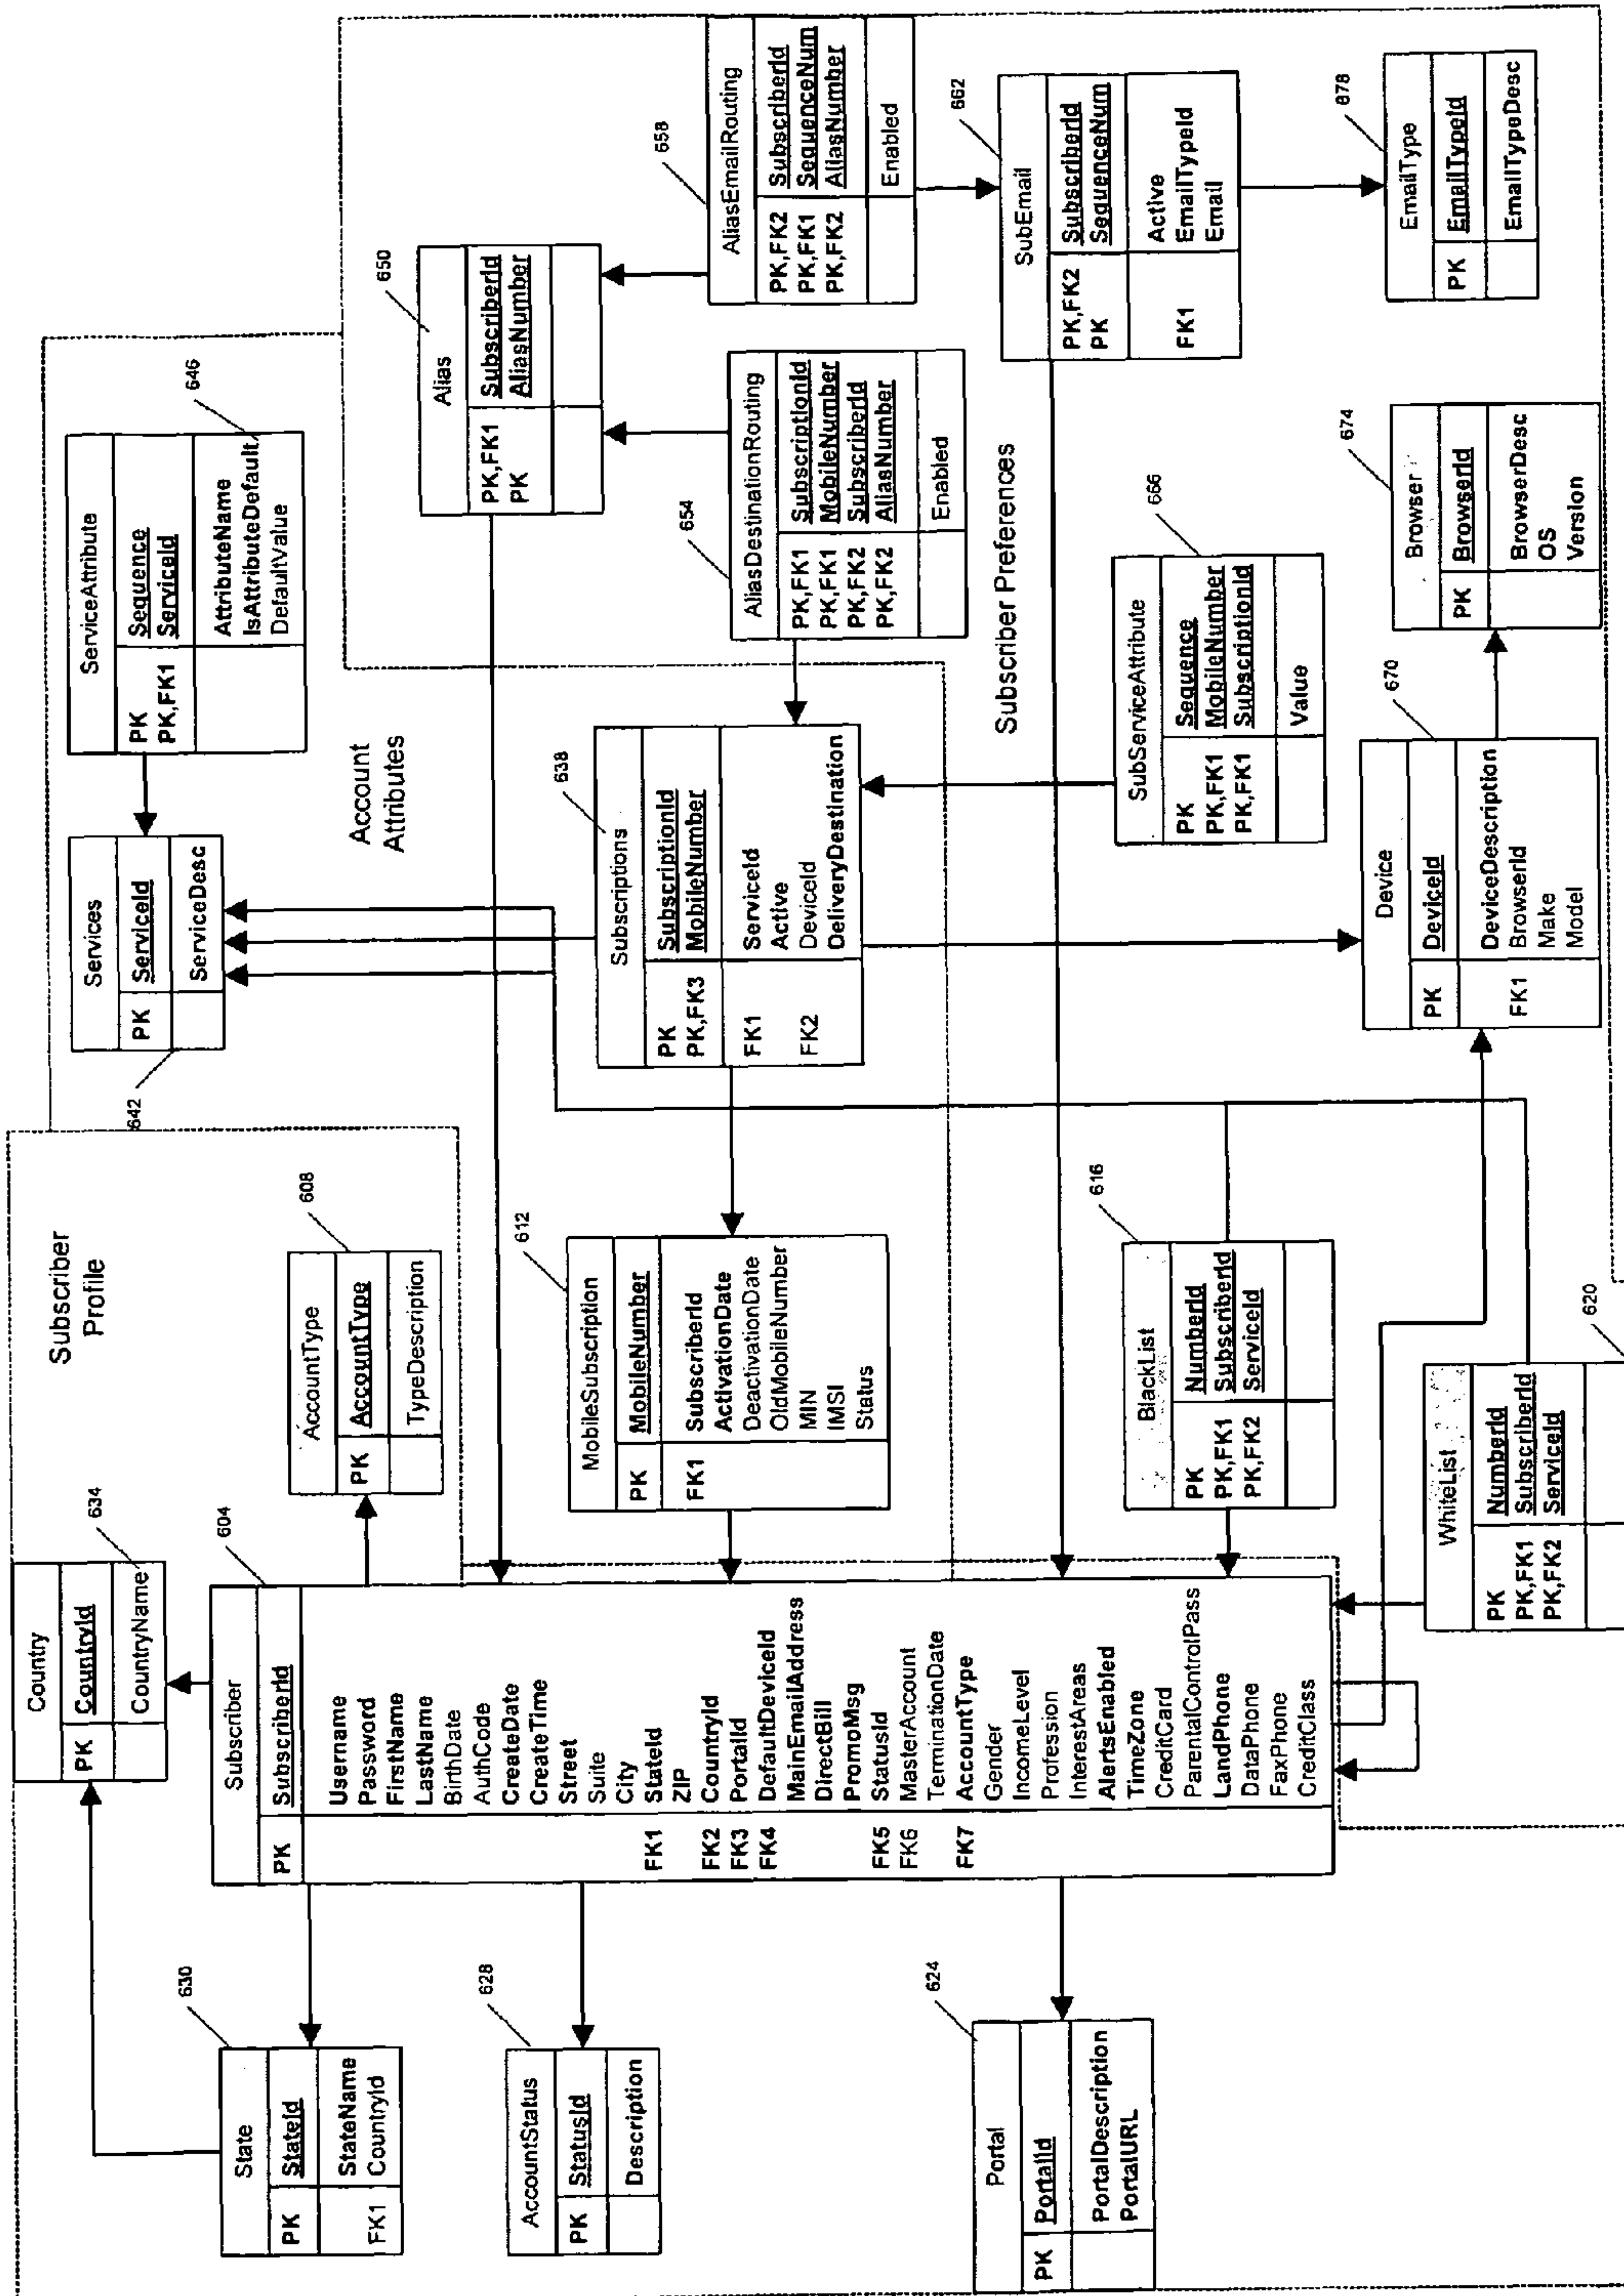 Subscriber
Profile
Country
634
PK
CountryId
CountryName
State
630
PK
StateId
StateName
FK1
CountryId
AccountStatus
628
PK
StatusId
Description
Portal
624
PK
PortalId
PortalDescription
PortalURL
Subscriber
604
PK
SubscriberId
Username
Password
FirstName
LastName
BirthDate
AuthCode
CreateDate
CreateTime
Street
Suite
City
FK1
StateId
ZIP
FK2
CountryId
FK3
PortalId
FK4
DefaultDeviceId
MainEmailAddress
DirectBill
PromoMsg
FK5
StatusId
FK6
MasterAccount
TerminationDate
FK7
AccountType
Gender
IncomeLevel
Profession
InterestAreas
AlertsEnabled
TimeZone
CreditCard
ParentalControlPass
LandPhone
DataPhone
FaxPhone
CreditClass
AccountType
608
PK
AccountType
TypeDescription
MobileSubscription
612
PK
MobileNumber
FK1
SubscriberId
ActivationDate
DeactivationDate
OldMobileNumber
MIN
IMSI
Status
BlackList
616
PK
NumberId
PK,FK1
SubscriberId
PK,FK2
ServiceId
WhiteList
620
PK
NumberId
PK,FK1
SubscriberId
PK,FK2
ServiceId
Account
Attributes
Services
642
PK
ServiceId
ServiceDesc
ServiceAttribute
646
PK
Sequence
PK,FK1
ServiceId
AttributeName
IsAttributeDefault
DefaultValue
Subscriptions
638
PK
SubscriptionId
PK,FK3
MobileNumber
FK1
ServiceId
Active
FK2
DeviceId
DeliveryDestination
Subscriber Preferences
Alias
650
PK,FK1
SubscriberId
PK
AliasNumber
AliasDestinationRouting
654
PK,FK1
SubscriptionId
PK,FK1
MobileNumber
PK,FK2
SubscriberId
PK,FK2
AliasNumber
Enabled
AliasEmailRouting
658
PK,FK2
SubscriberId
PK,FK1
SequenceNum
PK,FK2
AliasNumber
Enabled
SubEmail
662
PK,FK2
SubscriberId
PK
SequenceNum
Active
FK1
EmailTypeId
Email
SubServiceAttribute
666
PK
Sequence
PK,FK1
MobileNumber
PK,FK1
SubscriptionId
Value
Device
670
PK
DeviceId
DeviceDescription
FK1
BrowserId
Make
Model
Browser
674
PK
BrowserId
BrowserDesc
OS
Version
EmailType
678
PK
EmailTypeId
EmailTypeDesc